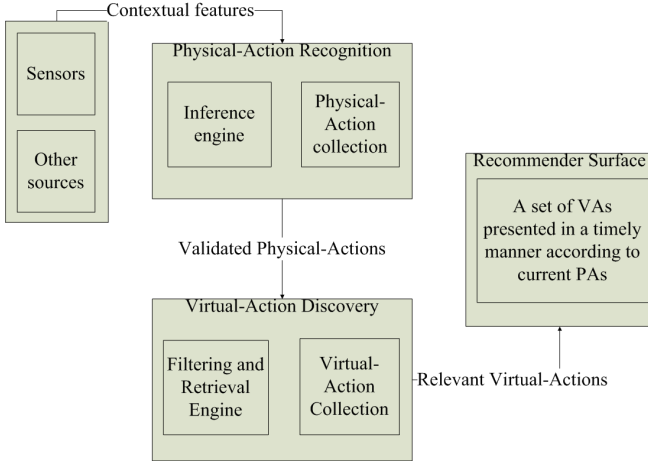 Contextual features
Sensors
Other
sources
Physical-Action Recognition
Inference
engine
Physical-
Action
collection
Validated Physical-Actions
Virtual-Action Discovery
Filtering and
Retrieval
Engine
Virtual-
Action
Collection
Relevant Virtual-Actions
Recommender Surface
A set of VAs
presented in a timely
manner according to
current PAs